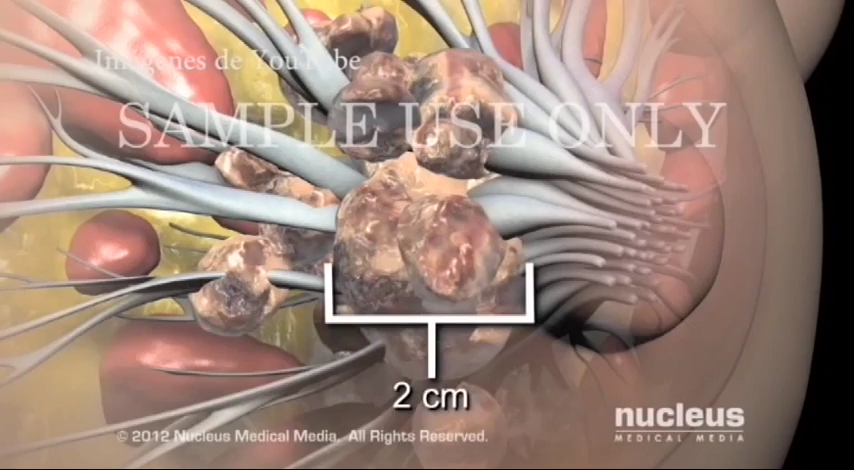 Imágenes de YouTube
SAMPLE USE ONLY
2 cm
nucleus
MEDICAL MEDIA
© 2012 Nucleus Medical Media, All Rights Reserved.